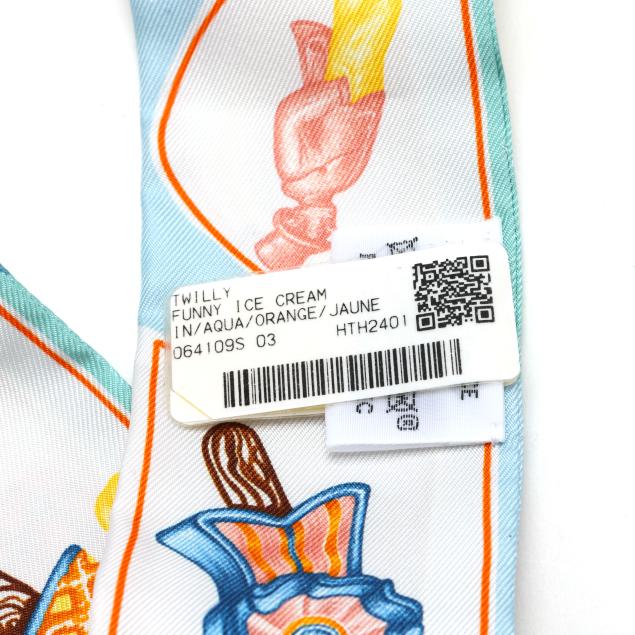 TWILLY
FUNNY ICE CREAM
IN/AQUA/ORANGE/JAUNE
064109S 03 HTH2401